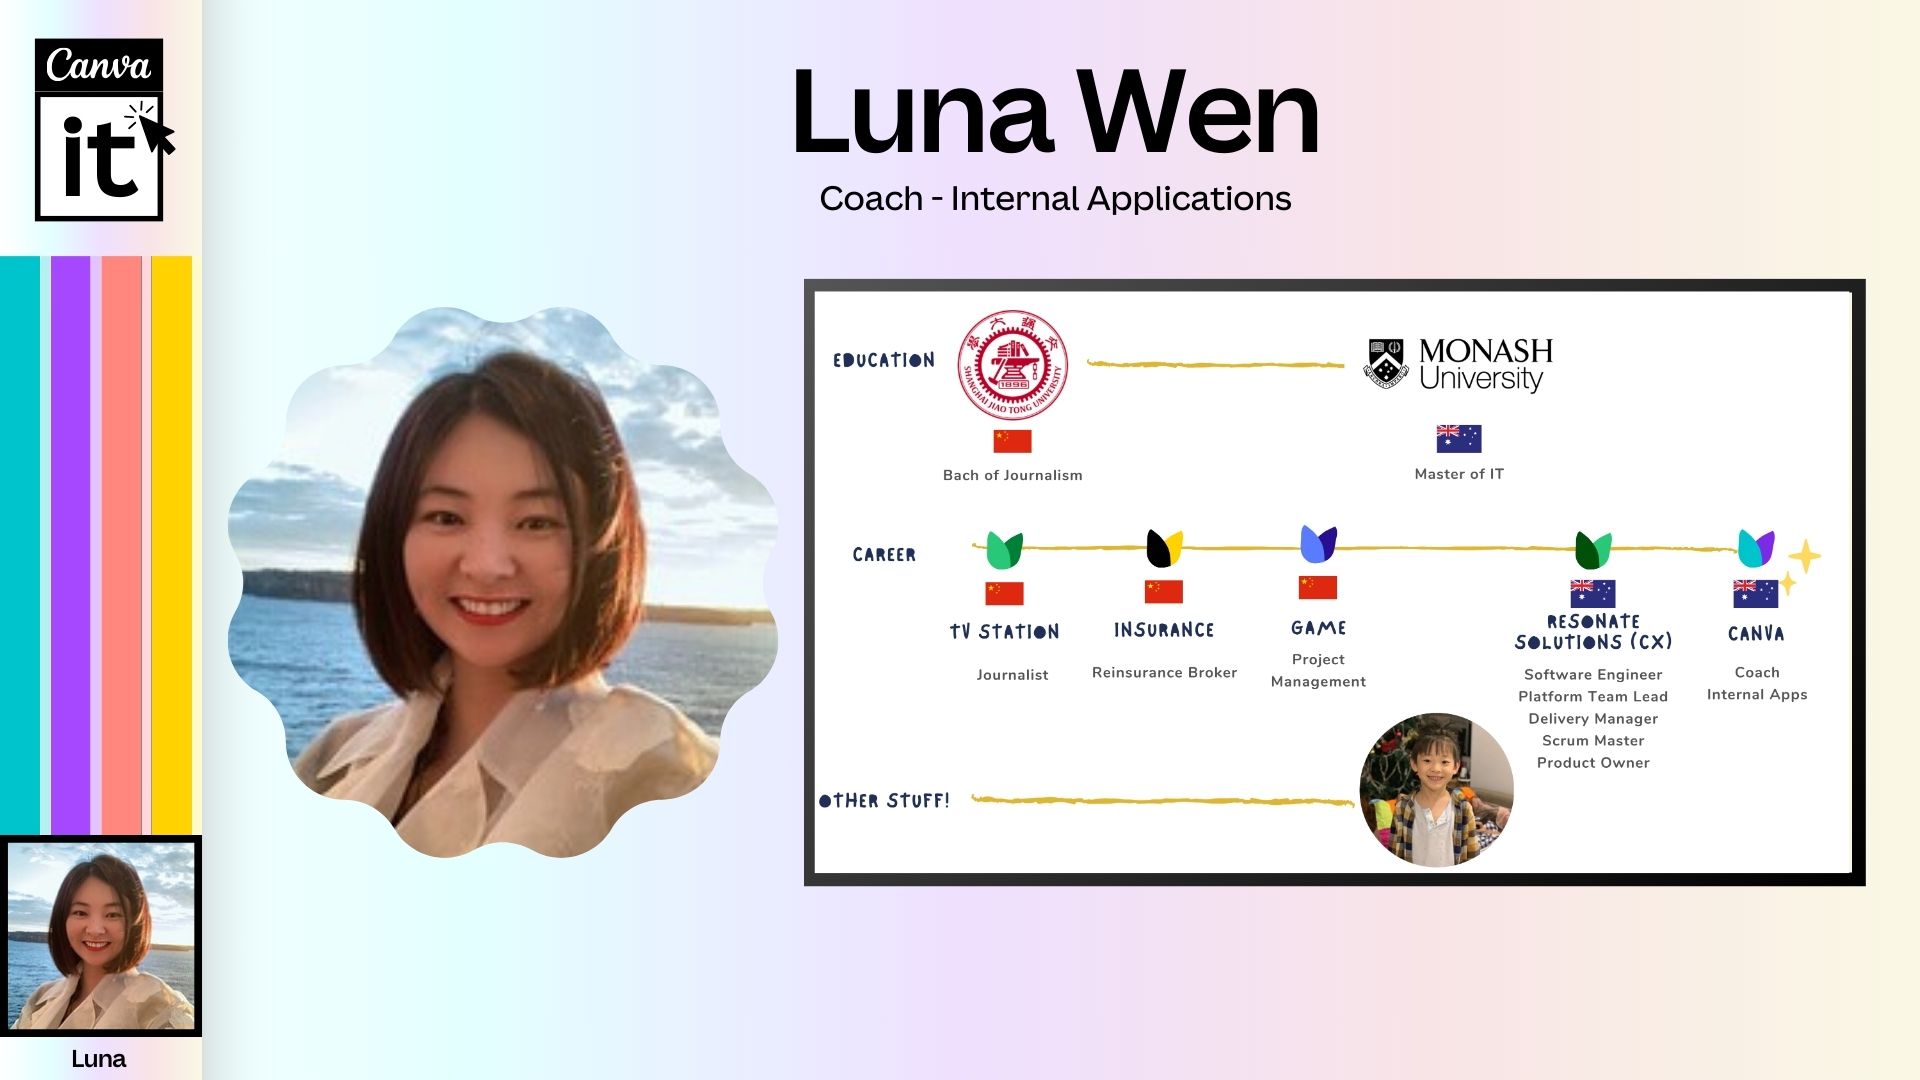 Canva
it
Luna Wen
Coach - Internal Applications
EDUCATION
SHANGHAI JIAO TONG UNIVERSITY
1896
MONASH
University
Bach of Journalism
Master of IT
CAREER
TV STATION
Journalist
INSURANCE
Reinsurance Broker
GAME
Project
Management
RESONATE
SOLUTIONS (CX)
Software Engineer
Platform Team Lead
Delivery Manager
Scrum Master
Product Owner
CANVA
Coach
Internal Apps
OTHER STUFF!
Luna